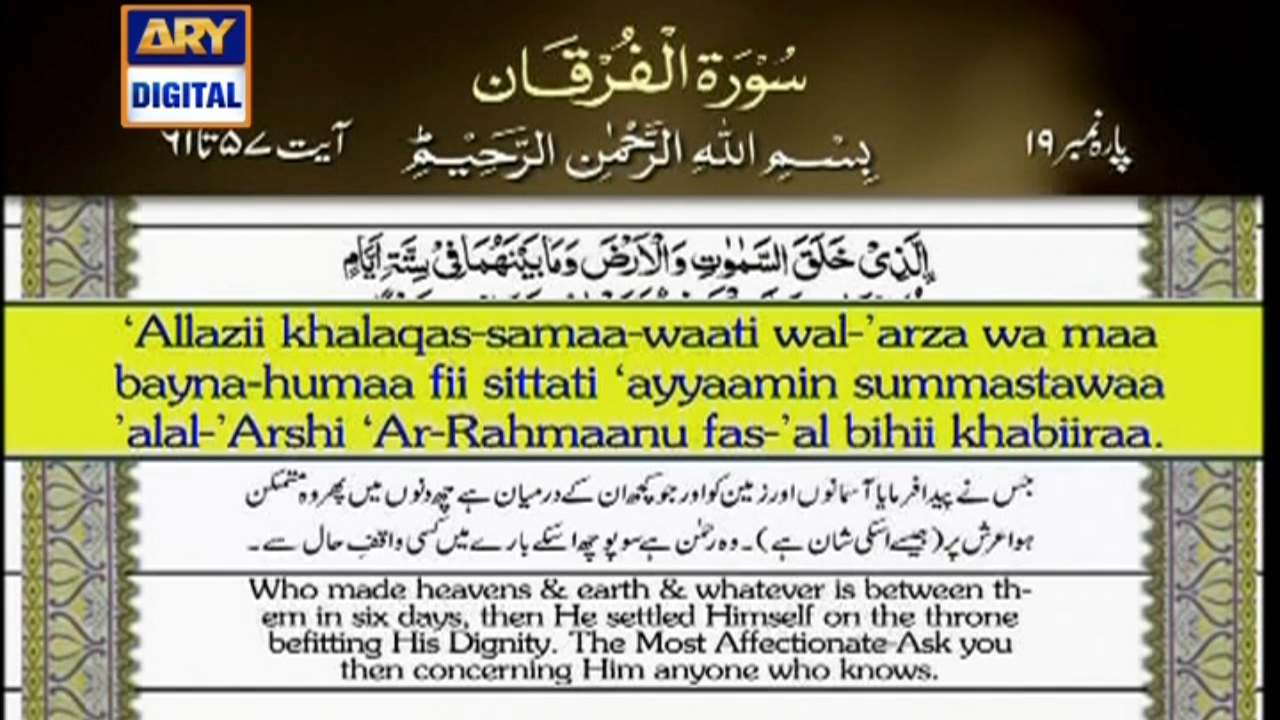 ARY
DIGITAL
سُوْرَةُ الْفُرْقَان
پارہ نمبر ۱۹
بِسْمِ اللهِ الرَّحْمٰنِ الرَّحِيْمِ
آیت ۵۷ تا ۶۱
الَّذِىْ خَلَقَ السَّمٰوٰتِ وَالْاَرْضَ وَمَا بَيْنَهُمَا فِىْ سِتَّةِ اَيَّامٍ
‘Allazii khalaqas-samaa-waati wal-’arza wa maa
bayna-humaa fii sittati ‘ayyaamin summastawaa
’alal-’Arshi ‘Ar-Rahmaanu fas-’al bihii khabiiraa.
جس نے پیدا فرمایا آسمانوں اور زمین کو اور جو کچھ ان کے درمیان ہے چھ دنوں میں پھر وہ متمکن
ہوا عرش پر (جیسے اسکی شان ہے)۔ وہ رحمٰن ہے سو پوچھ اسکے بارے میں کسی واقفِ حال سے۔
Who made heavens & earth & whatever is between th-
em in six days, then He settled Himself on the throne
befitting His Dignity. The Most Affectionate-Ask you
then concerning Him anyone who knows.